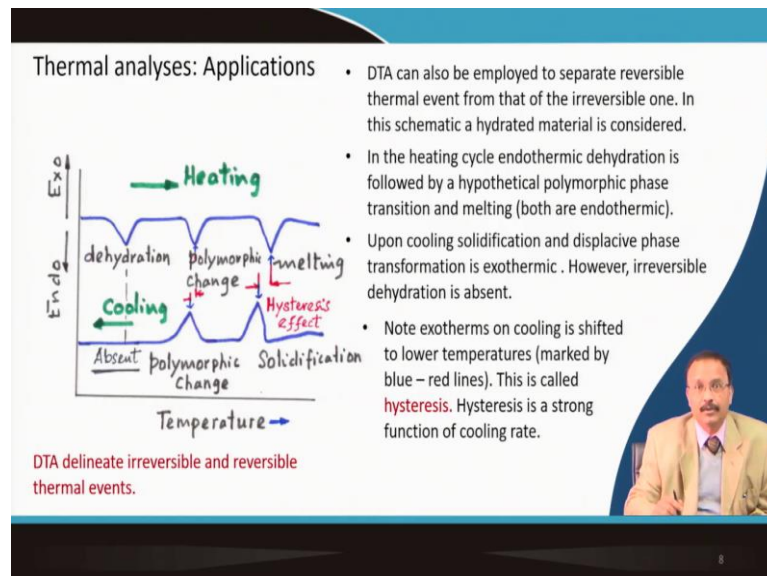 Thermal analyses: Applications
Exo
Endo
Heating
dehydration
polymorphic
change
melting
Hysteresis
effect
Cooling
Absent
polymorphic
Change
Solidification
Temperature
DTA delineate irreversible and reversible
thermal events.
• DTA can also be employed to separate reversible
thermal event from that of the irreversible one. In
this schematic a hydrated material is considered.
• In the heating cycle endothermic dehydration is
followed by a hypothetical polymorphic phase
transition and melting (both are endothermic).
• Upon cooling solidification and displacive phase
transformation is exothermic . However, irreversible
dehydration is absent.
• Note exotherms on cooling is shifted
to lower temperatures (marked by
blue – red lines). This is called
hysteresis. Hysteresis is a strong
function of cooling rate.
8